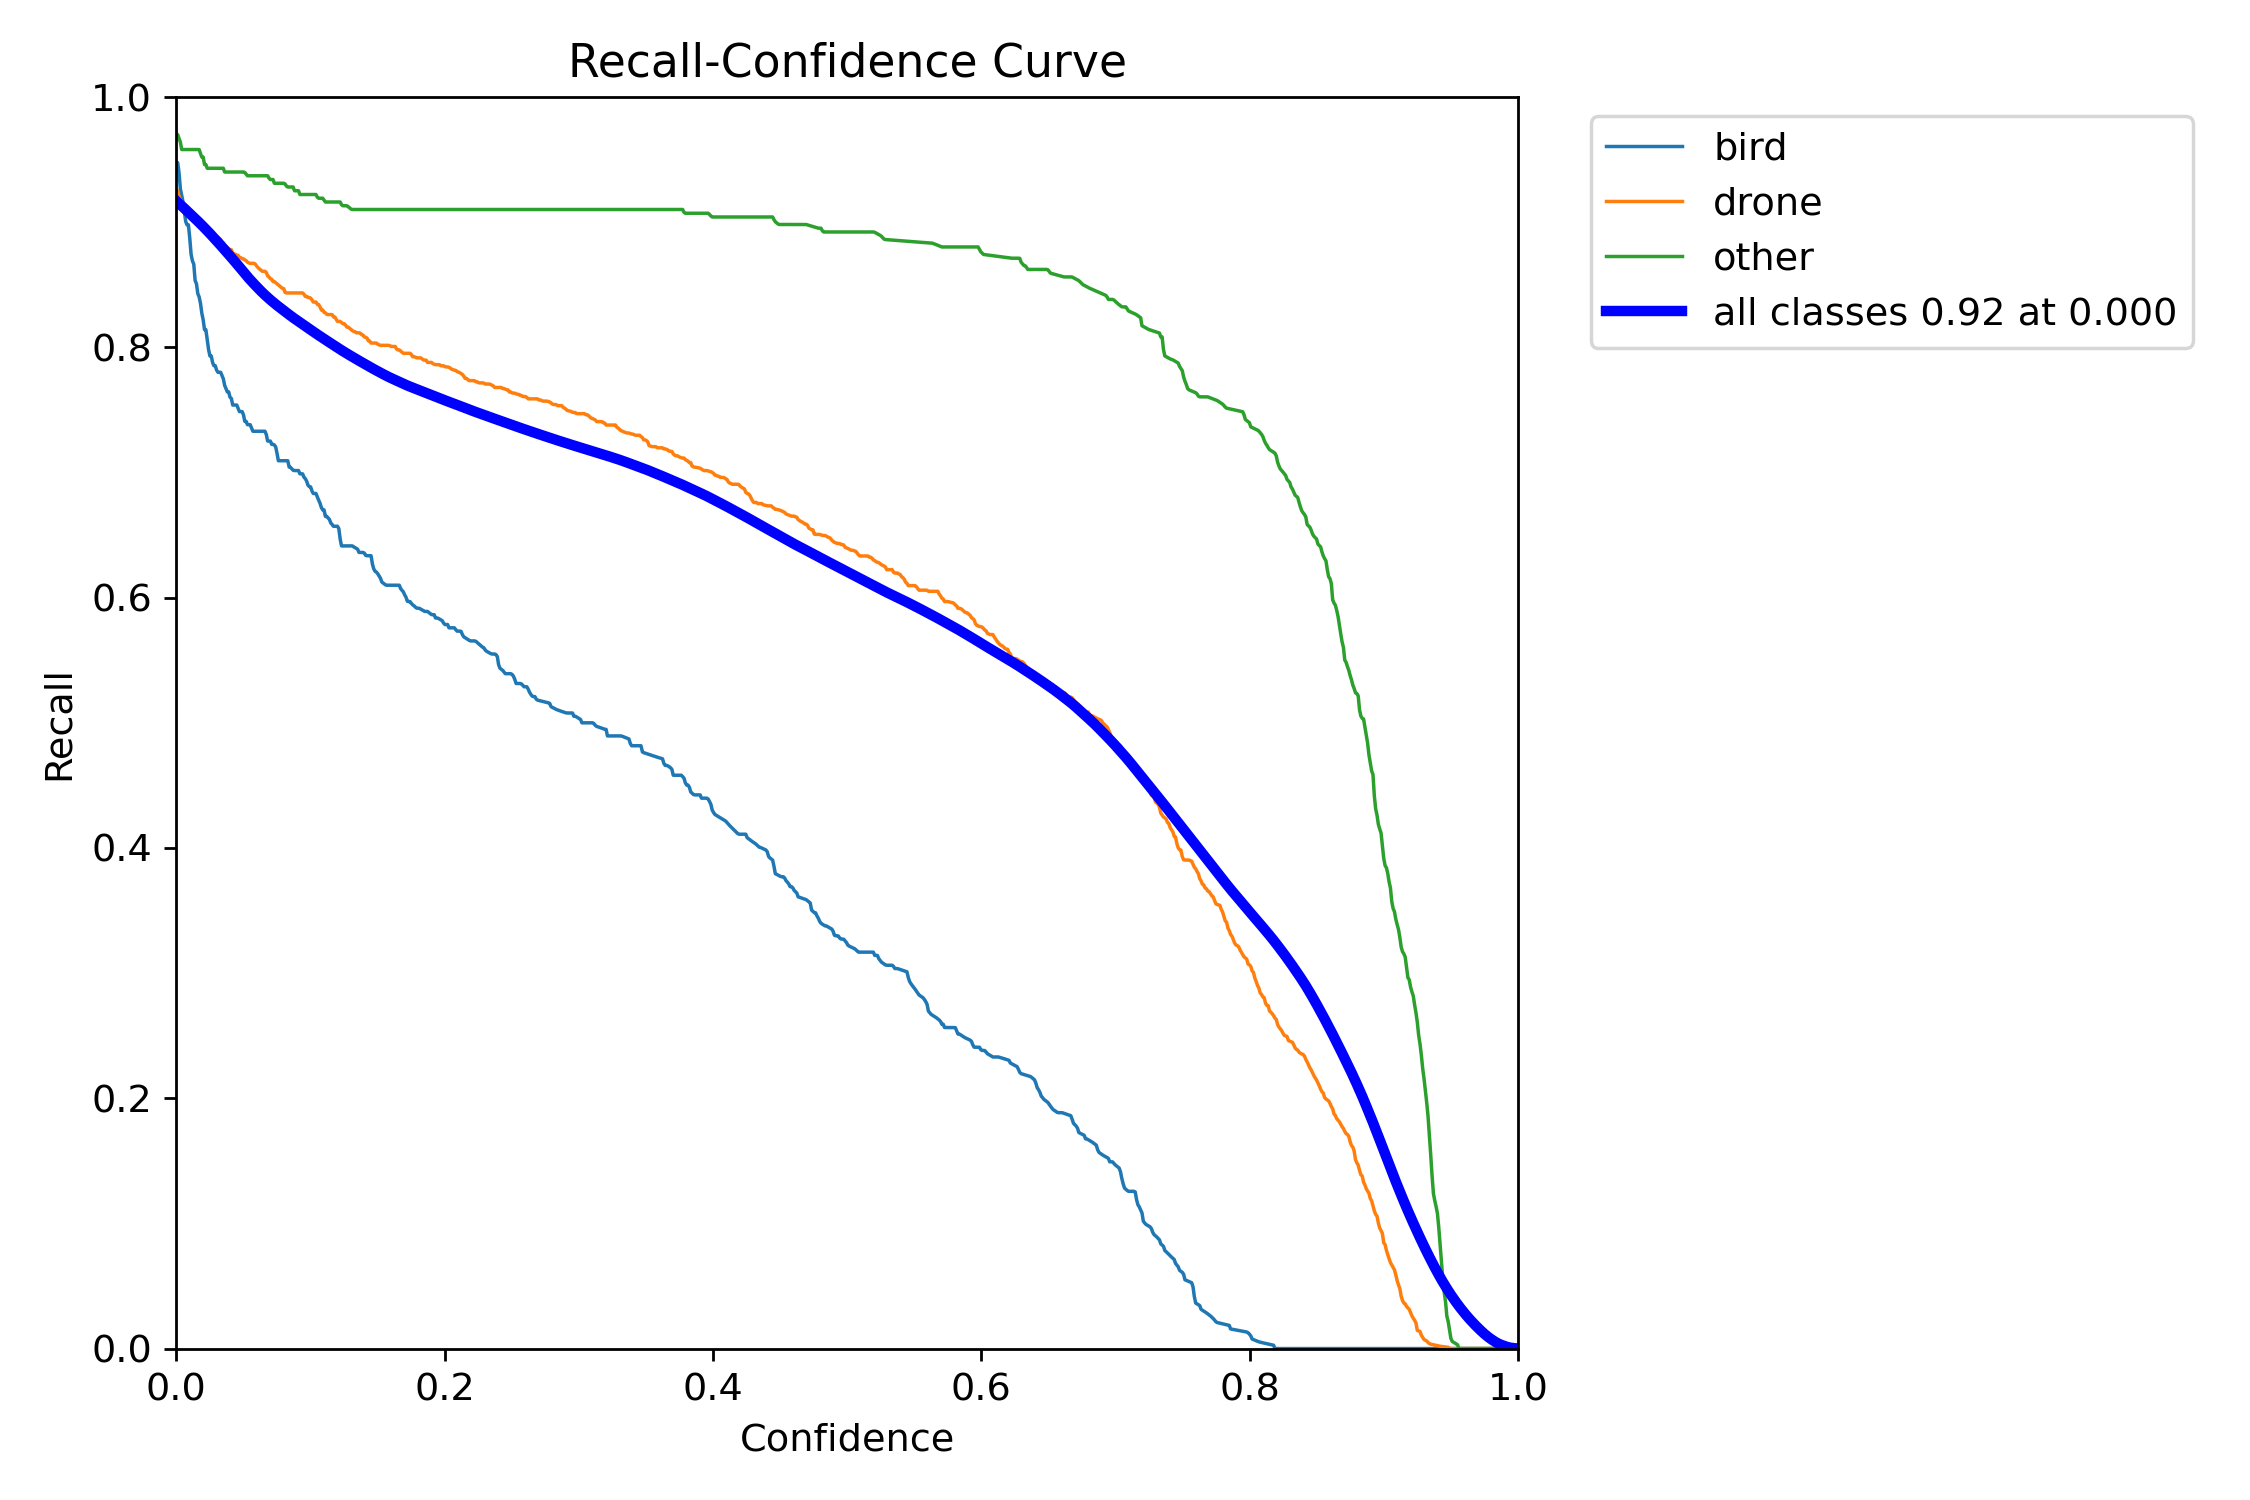 Recall-Confidence Curve
1.0
0.8
0.6
0.4
0.2
0.0
Recall
0.0 0.2 0.4 0.6 0.8 1.0
Confidence
bird
drone
other
all classes 0.92 at 0.000